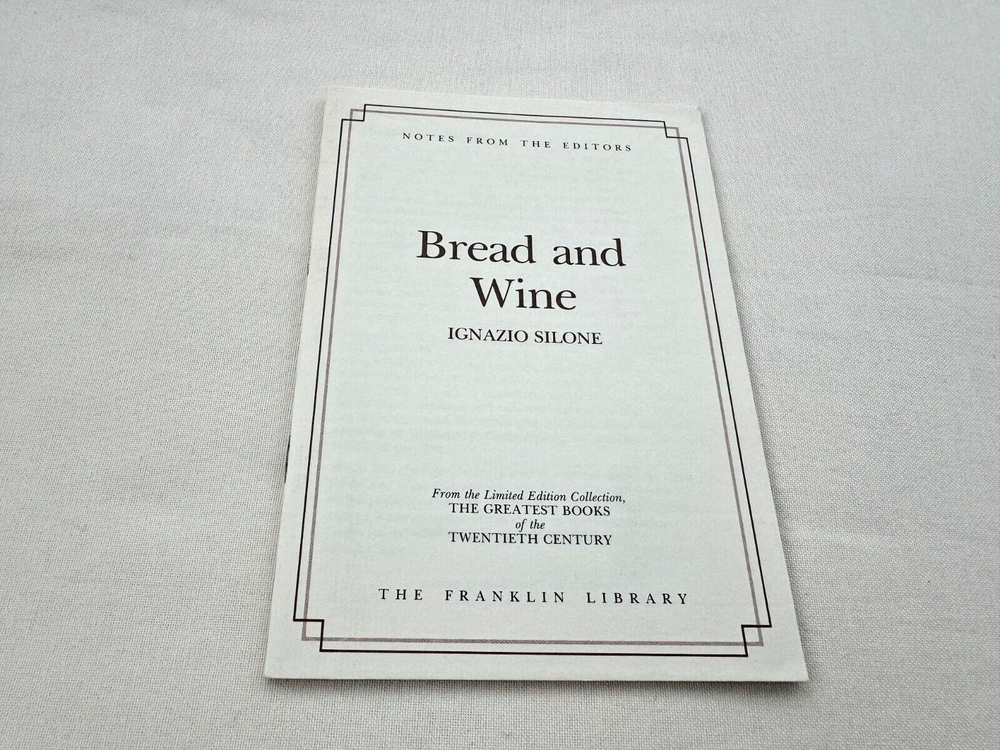 NOTES FROM THE EDITORS
Bread and
Wine
IGNAZIO SILONE
From the Limited Edition Collection,
THE GREATEST BOOKS
of the
TWENTIETH CENTURY
THE FRANKLIN LIBRARY